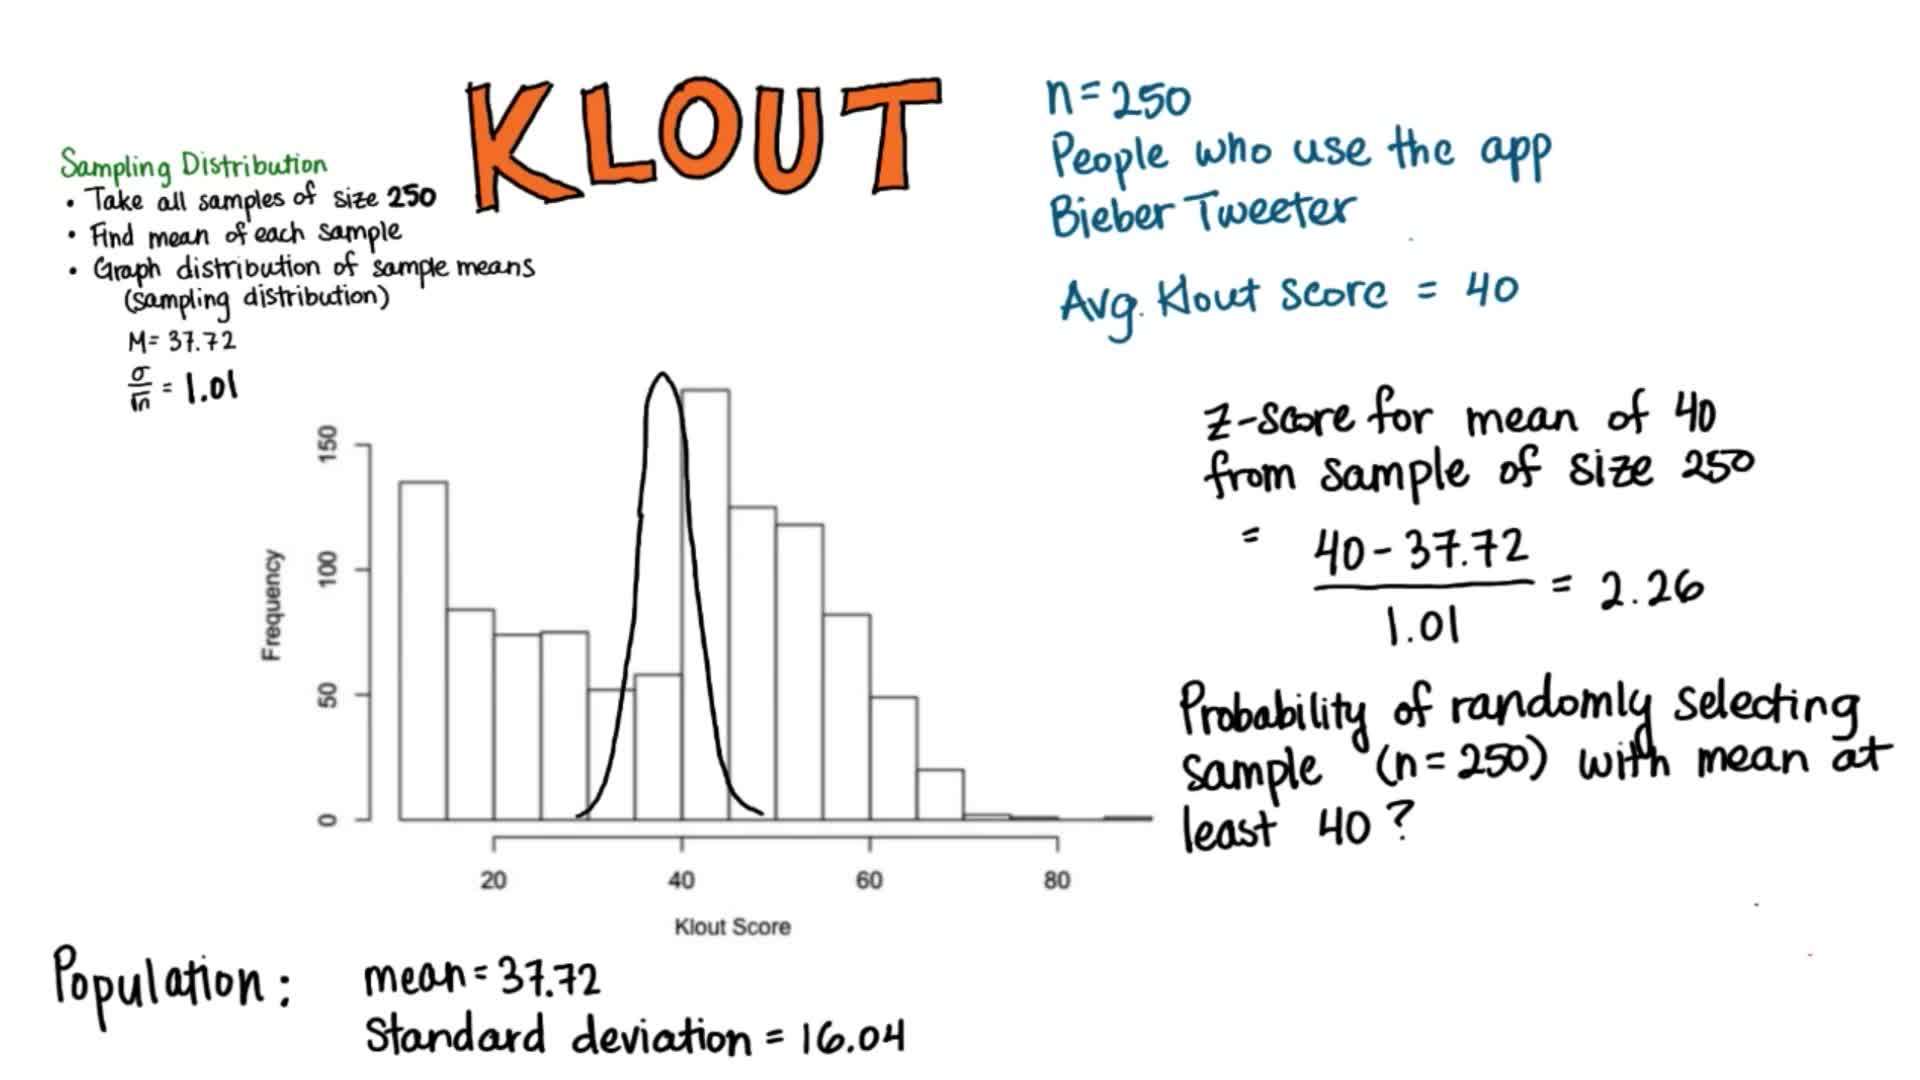 KLOUT
Sampling Distribution
• Take all samples of size 250
• Find mean of each sample
• Graph distribution of sample means
(sampling distribution)
M = 37.72
σ/√n = 1.01
n = 250
People who use the app
Bieber Tweeter
Avg. Klout score = 40
z-score for mean of 40
from sample of size 250
= 40 - 37.72 / 1.01 = 2.26
Probability of randomly selecting
sample (n = 250) with mean at
least 40?
Frequency
150
100
50
0
20 40 60 80
Klout Score
Population: mean = 37.72
Standard deviation = 16.04